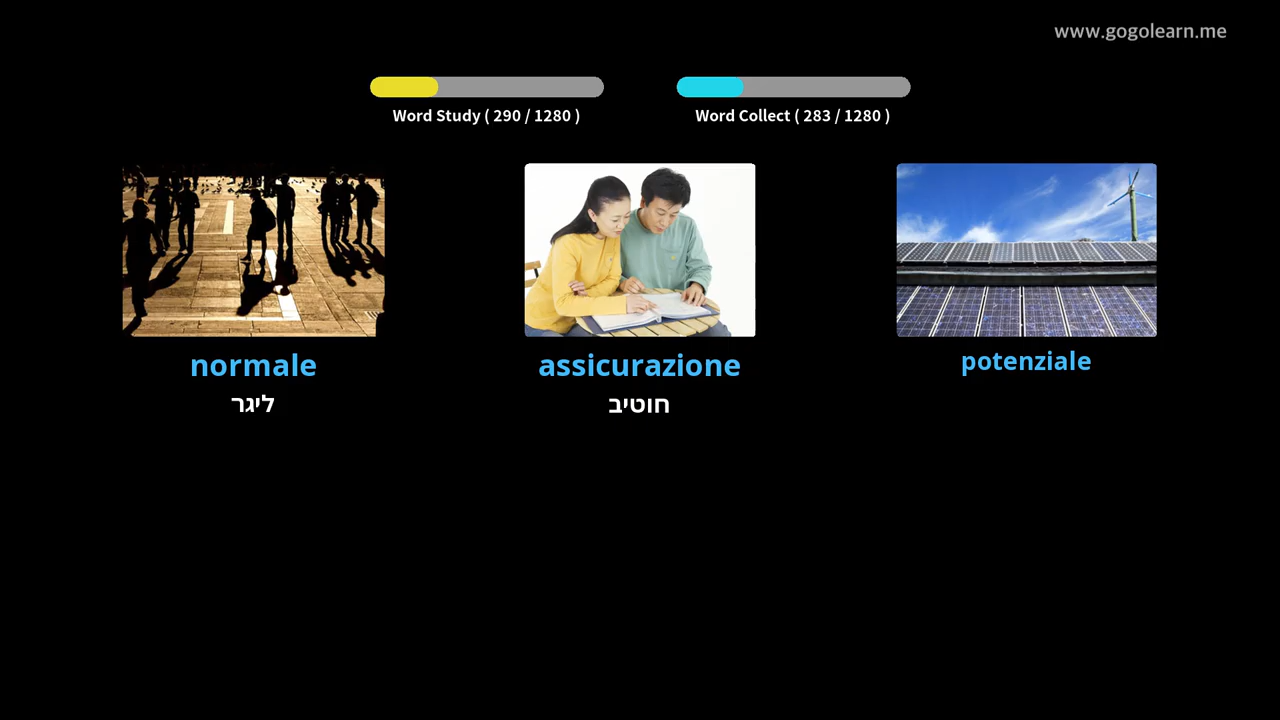 www.gogolearn.me
Word Study ( 290 / 1280 )
Word Collect ( 283 / 1280 )
normale
ליגר
assicurazione
חוטיב
potenziale